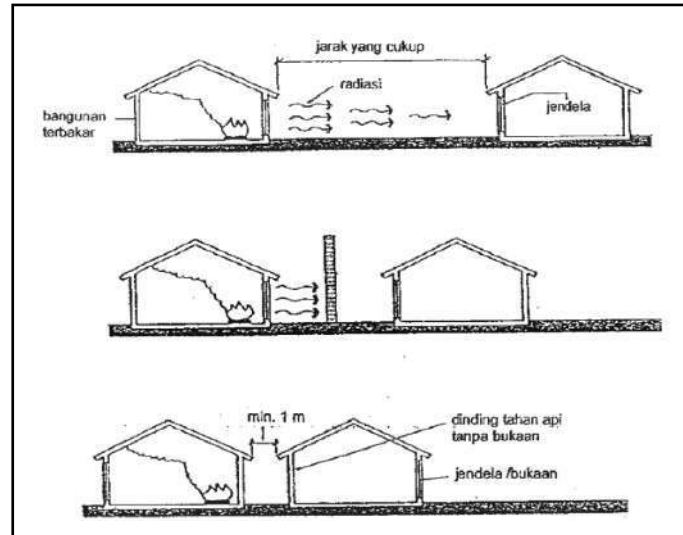 jarak yang cukup
radiasi
bangunan
terbakar
jendela
min. 1 m
dinding tahan api
tanpa bukaan
jendela /bukaan